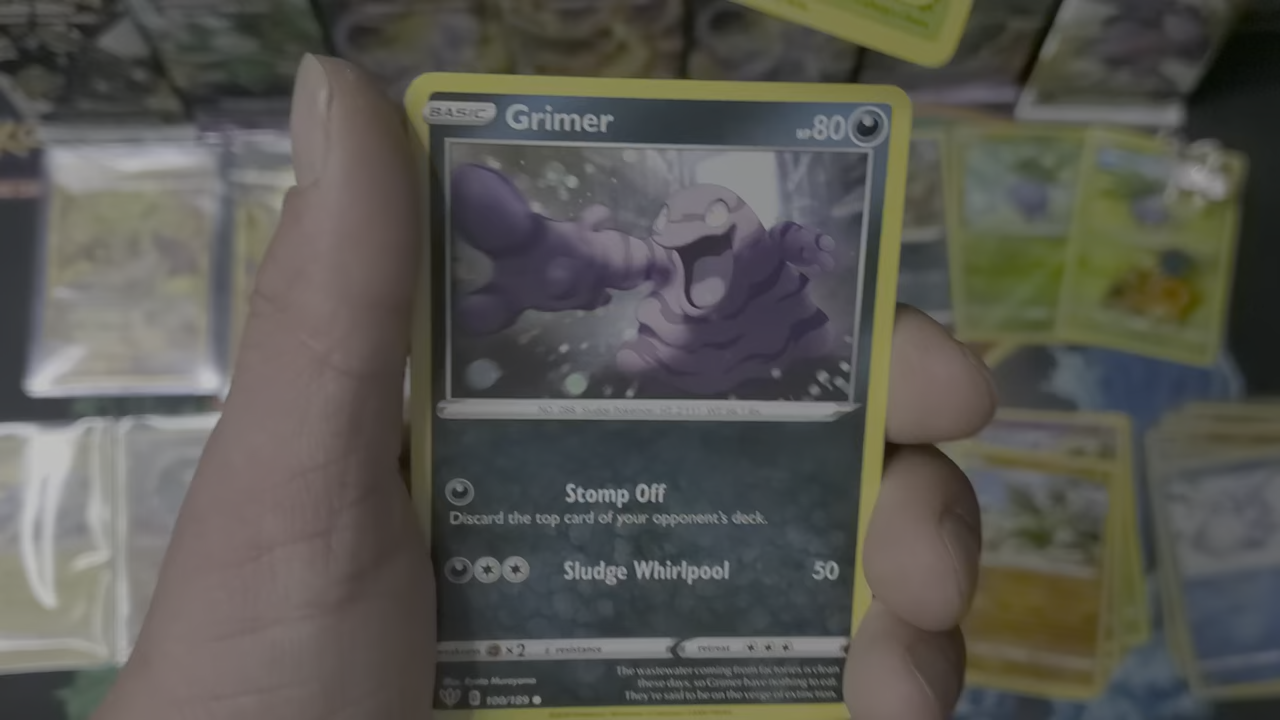 BASIC Grimer HP80
Stomp Off
Discard the top card of your opponent's deck.
Sludge Whirlpool 50
weakness ×2 resistance retreat
The wastewater coming from factories is clean
these days, so Grimer have nothing to eat.
They're said to be on the verge of extinction.
100/189